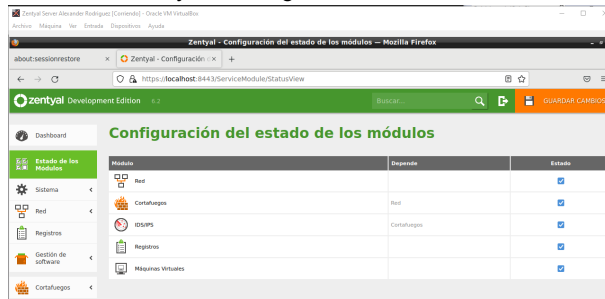 Zentyal Server Alexander Rodriguez [Corriendo] - Oracle VM VirtualBox
Archivo Máquina Ver Entrada Dispositivos Ayuda
Zentyal - Configuración del estado de los módulos — Mozilla Firefox
about:sessionrestore
Zentyal - Configuración
https://localhost:8443/ServiceModule/StatusView
zentyal Development Edition 6.2
Buscar...
GUARDAR CAMBIOS
Dashboard
Configuración del estado de los módulos
Estado de los
Módulos
Módulo Depende Estado
Red
Sistema
Cortafuegos Red
Red
IDS/IPS Cortafuegos
Registros
Registros
Gestión de
software
Máquinas Virtuales
Cortafuegos